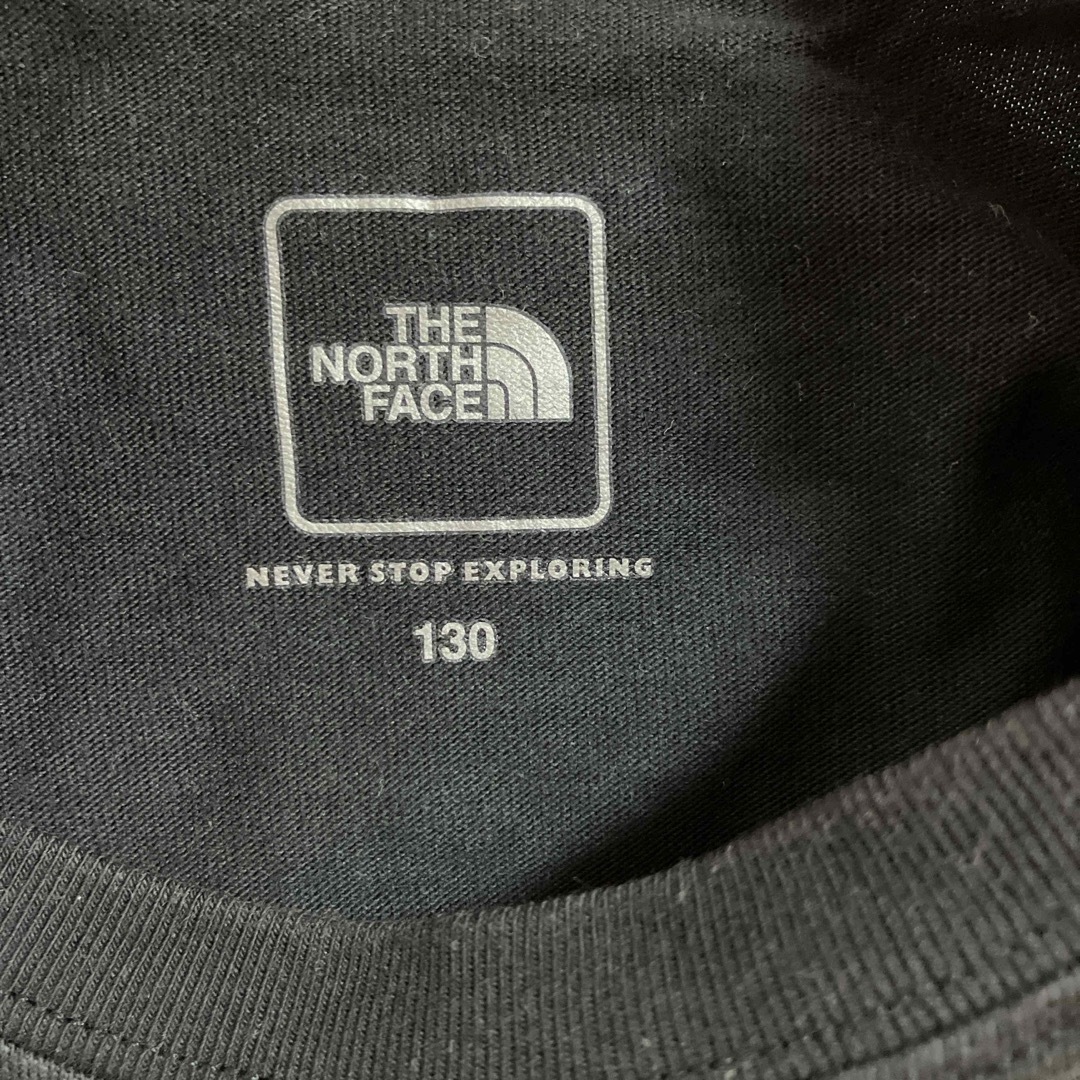 THE
NORTH
FACE
NEVER STOP EXPLORING
130